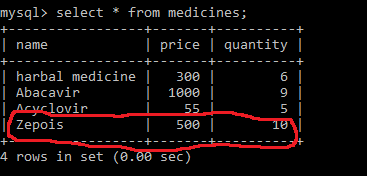 mysql> select * from medicines;
+------------------+-------+----------+
| name | price | quantity |
+------------------+-------+----------+
| harbal medicine | 300 | 6 |
| Abacavir | 1000 | 9 |
| Acyclovir | 55 | 5 |
| Zepois | 500 | 10 |
+------------------+-------+----------+
4 rows in set (0.00 sec)